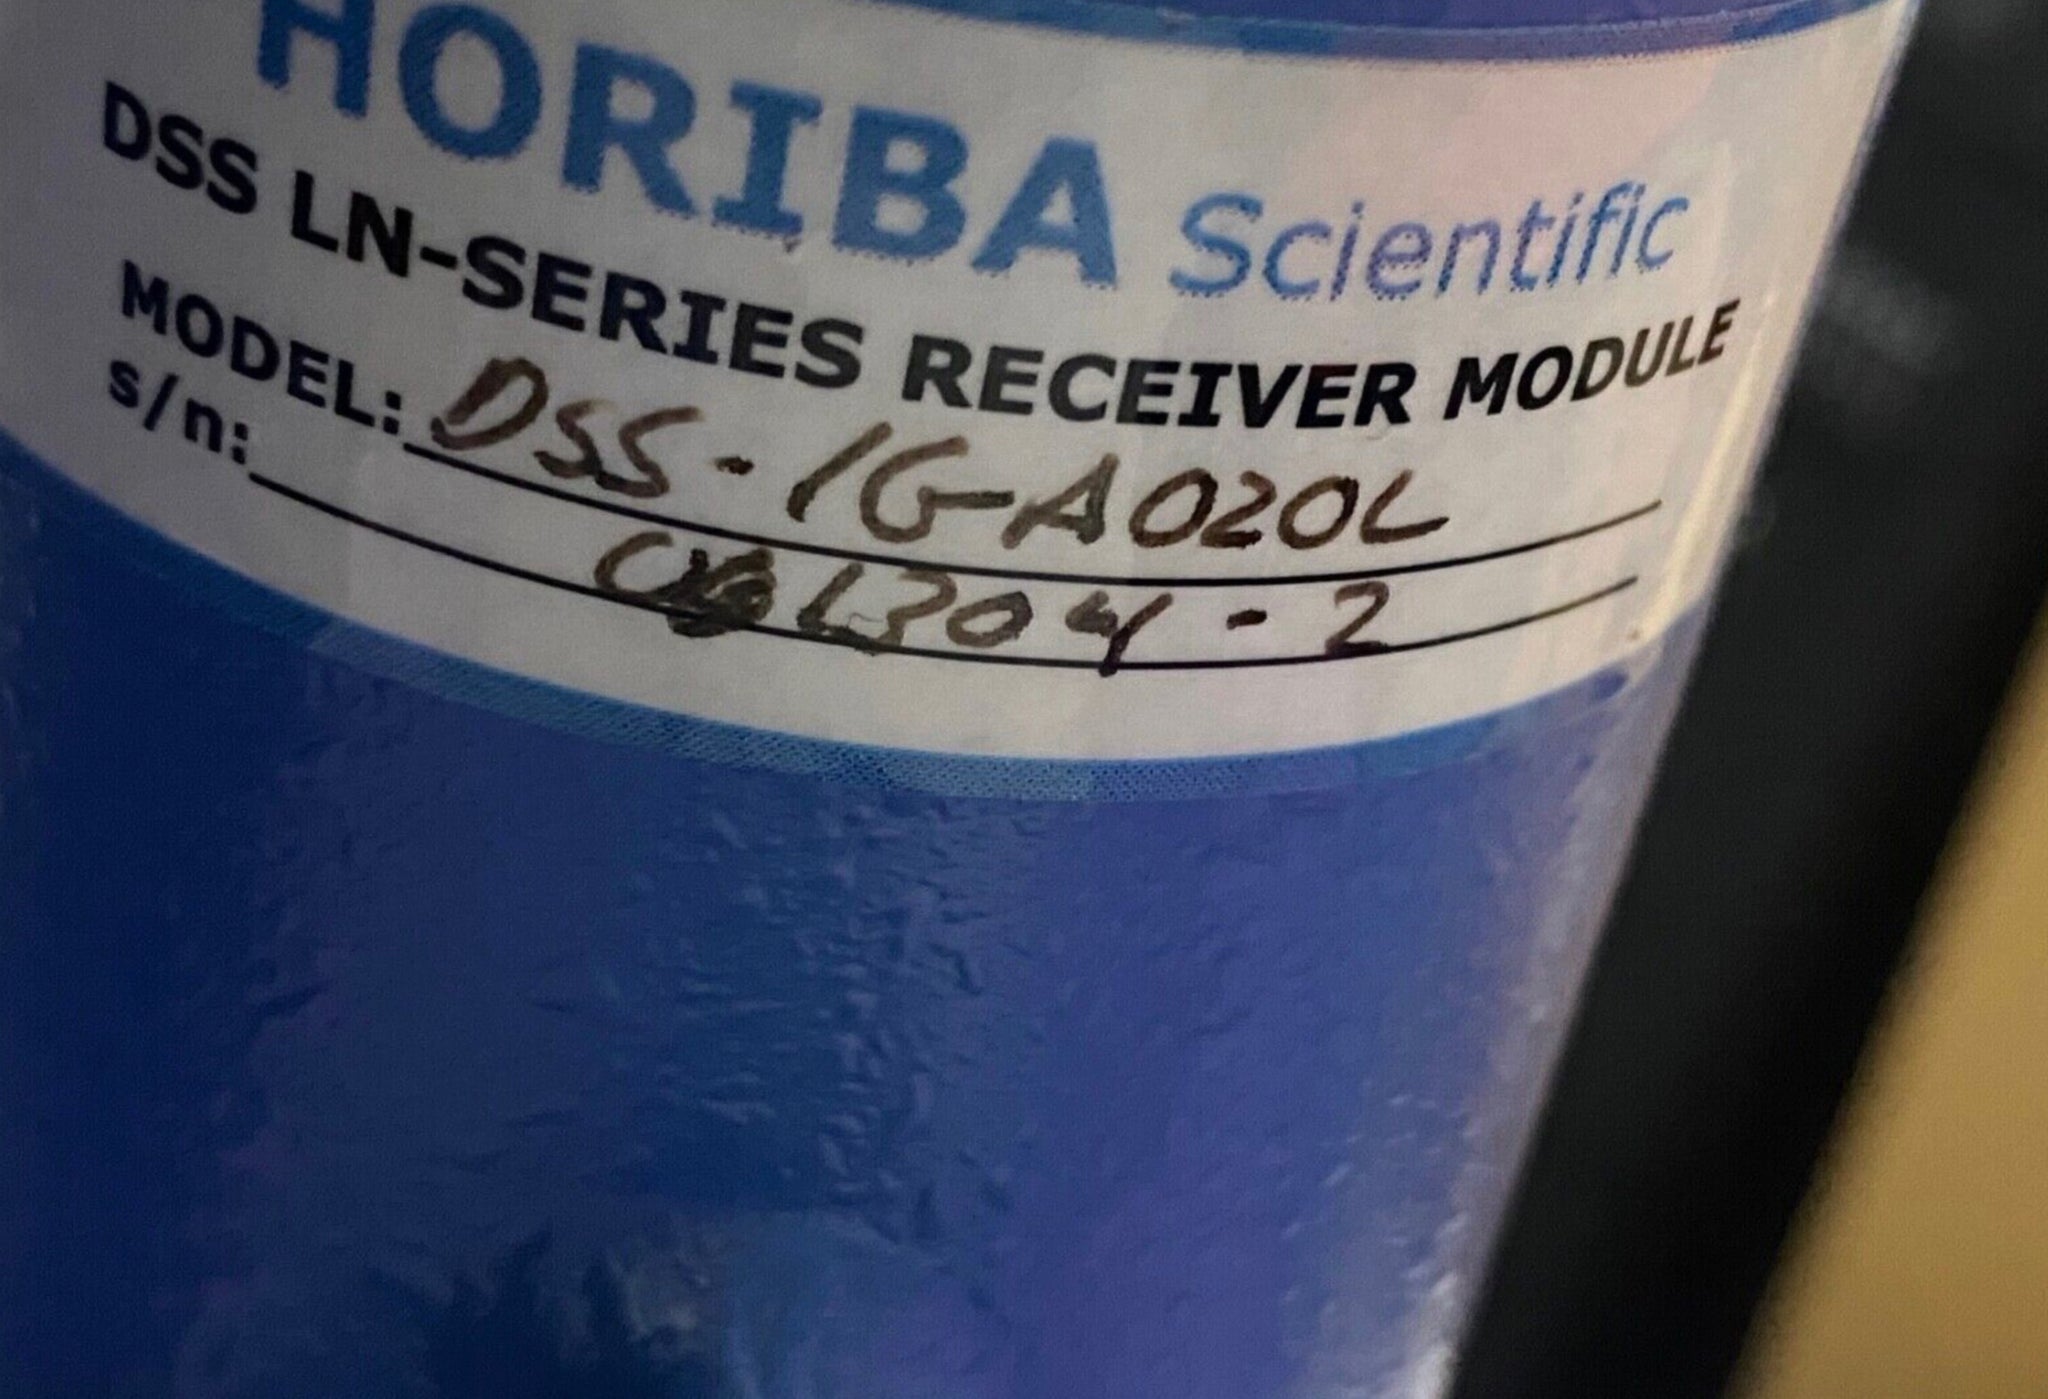 HORIBA Scientific
DSS LN-SERIES RECEIVER MODULE
MODEL: DSS-IGA020L
s/n: